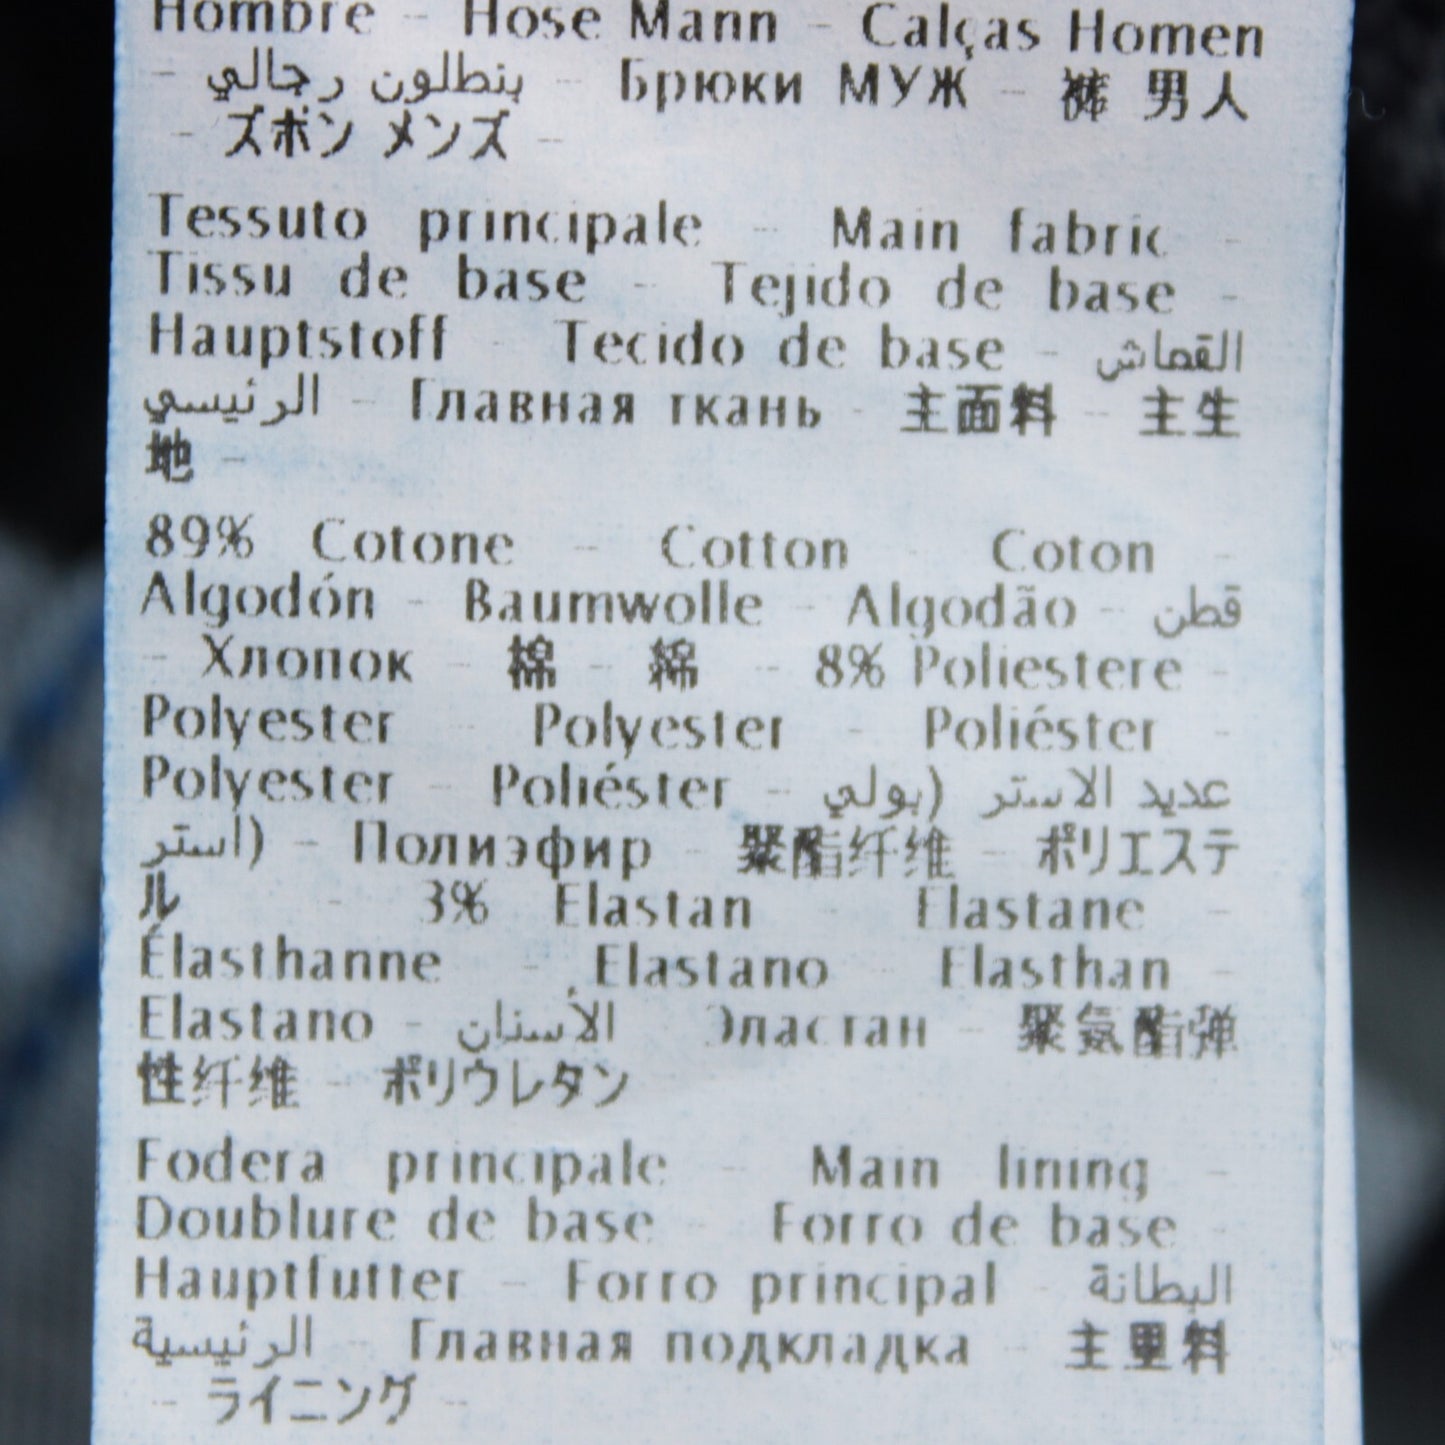 Hombre - Hose Mann - Calças Homen
- بنطلون رجالي - Брюки МУЖ - 裤 男人
- ズボン メンズ -
Tessuto principale - Main fabric -
Tissu de base - Tejido de base -
Hauptstoff - Tecido de base - القماش
الرئيسي - Главная ткань - 主面料 - 主生
地 -
89% Cotone - Cotton - Coton -
Algodón - Baumwolle - Algodão - قطن
- Хлопок - 棉 - 綿 - 8% Poliestere -
Polyester - Polyester - Poliéster -
Polyester - Poliéster - عديد الاستر (بولي
استر) - Полиэфир - 聚酯纤维 - ポリエステ
ル - 3% Elastan - Elastane -
Élasthanne - Elastano - Elasthan -
Elastano - الأسنان - Эластан - 聚氨酯弹
性纤维 - ポリウレタン
Fodera principale - Main lining -
Doublure de base - Forro de base -
Hauptfutter - Forro principal - البطانة
الرئيسية - Главная подкладка - 主里料
- ライニング -